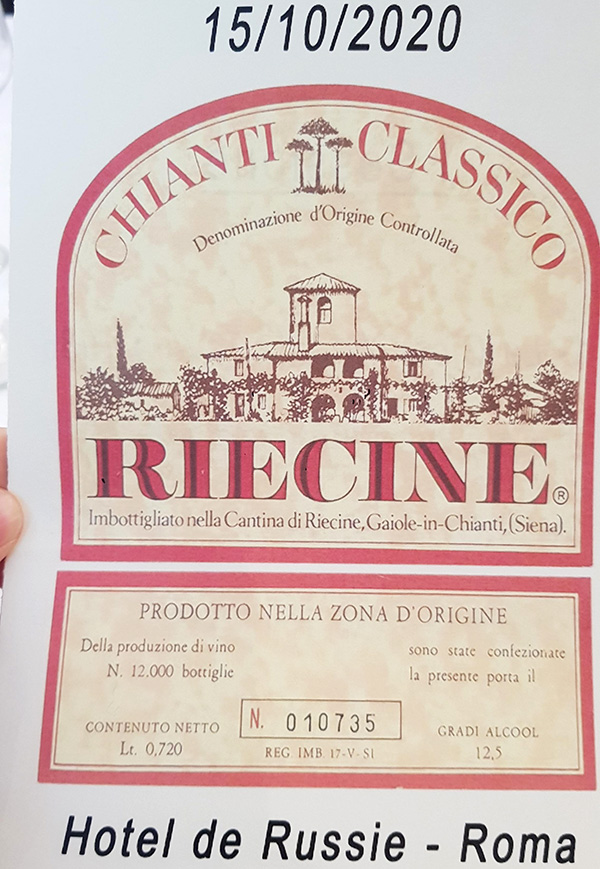 15/10/2020
CHIANTI CLASSICO
Denominazione d'Origine Controllata
RIECINE®
Imbottigliato nella Cantina di Riecine, Gaiole-in-Chianti, (Siena).
PRODOTTO NELLA ZONA D'ORIGINE
Della produzione di vino
N. 12.000 bottiglie
sono state confezionate
la presente porta il
CONTENUTO NETTO
Lt. 0,720
N. 010735
REG. IMB. 17-V-SI
GRADI ALCOOL
12,5
Hotel de Russie - Roma